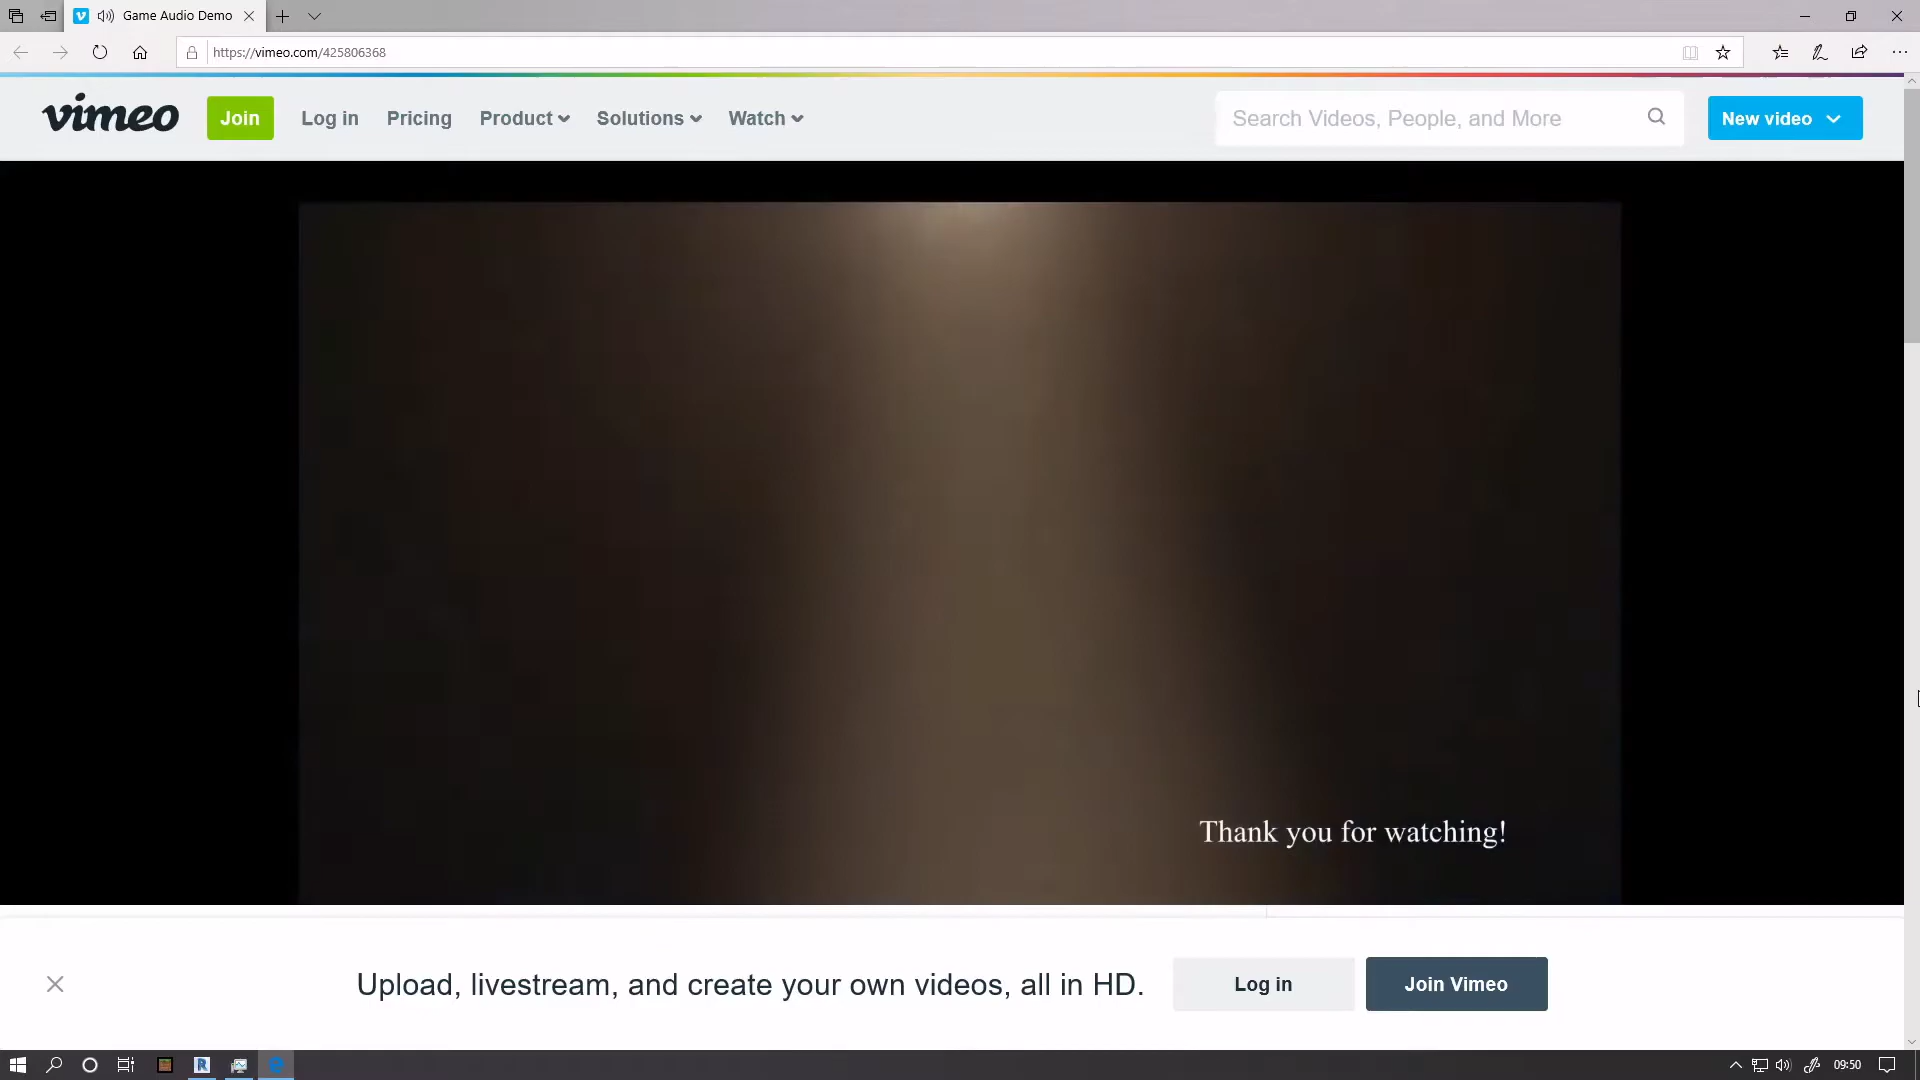 Game Audio Demo
https://vimeo.com/425806368
vimeo
Join
Log in
Pricing
Product
Solutions
Watch
Search Videos, People, and More
New video
Thank you for watching!
Upload, livestream, and create your own videos, all in HD.
Log in
Join Vimeo
09:50